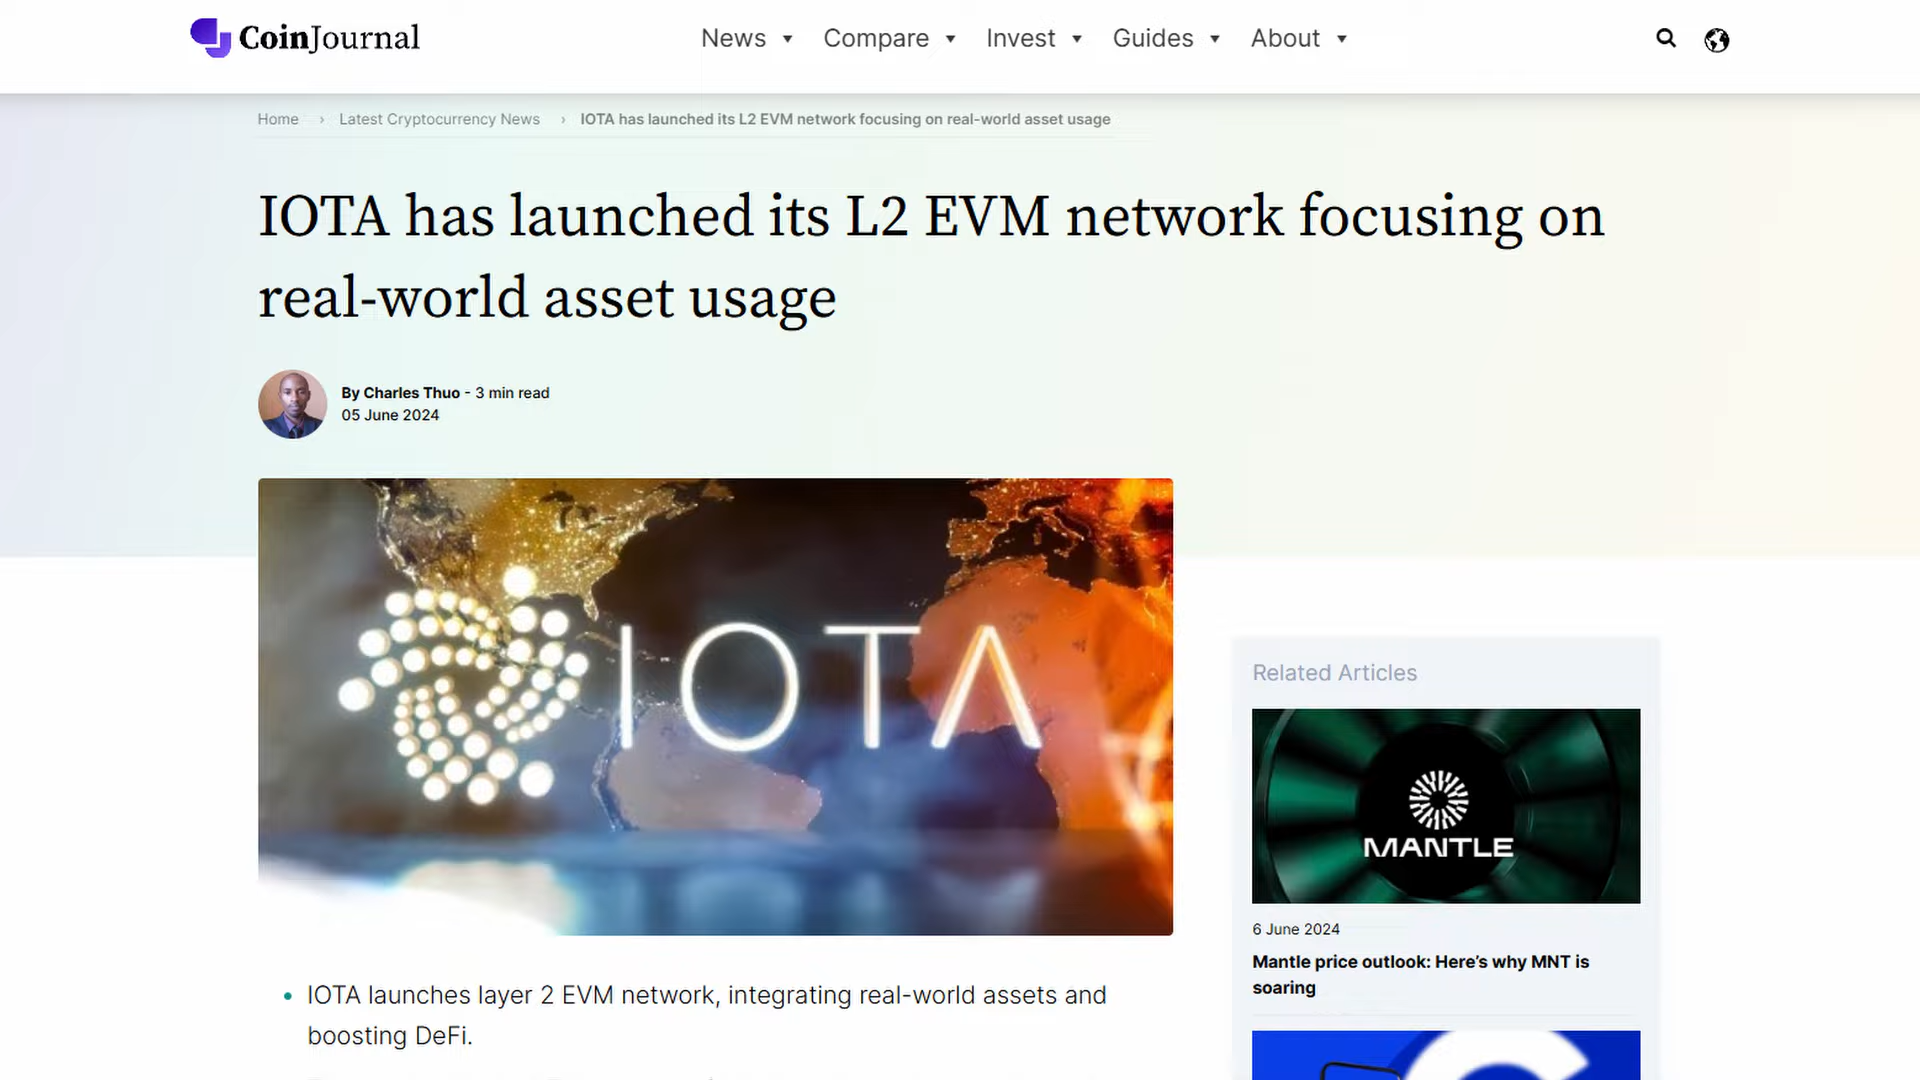 CoinJournal
News
Compare
Invest
Guides
About
Home › Latest Cryptocurrency News › IOTA has launched its L2 EVM network focusing on real-world asset usage
IOTA has launched its L2 EVM network focusing on
real-world asset usage
By Charles Thuo - 3 min read
05 June 2024
IOTA
IOTA launches layer 2 EVM network, integrating real-world assets and
boosting DeFi.
Related Articles
MANTLE
6 June 2024
Mantle price outlook: Here's why MNT is
soaring